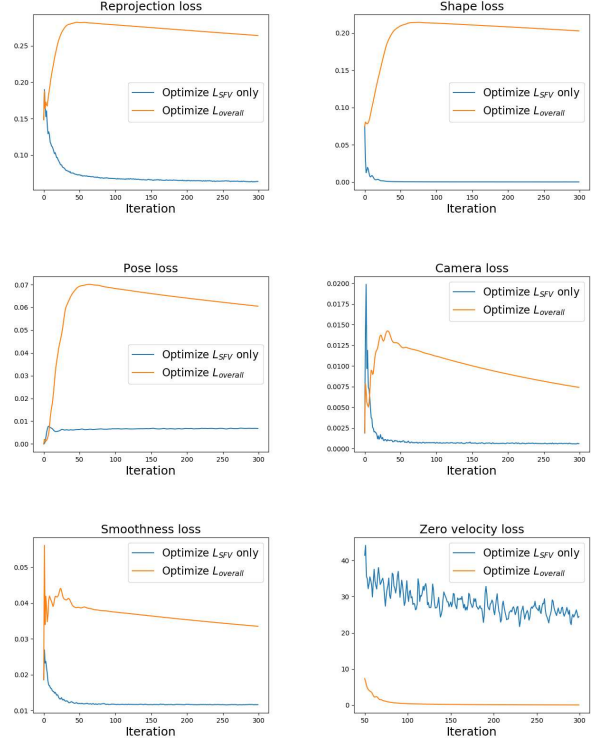 Reprojection loss
0.25
0.20
0.15
0.10
Optimize L_SFV only
Optimize L_overall
0 50 100 150 200 250 300
Iteration
Shape loss
0.20
0.15
0.10
0.05
0.00
Optimize L_SFV only
Optimize L_overall
0 50 100 150 200 250 300
Iteration
Pose loss
0.07
0.06
0.05
0.04
0.03
0.02
0.01
0.00
Optimize L_SFV only
Optimize L_overall
0 50 100 150 200 250 300
Iteration
Camera loss
0.0200
0.0175
0.0150
0.0125
0.0100
0.0075
0.0050
0.0025
0.0000
Optimize L_SFV only
Optimize L_overall
0 50 100 150 200 250 300
Iteration
Smoothness loss
0.05
0.04
0.03
0.02
0.01
Optimize L_SFV only
Optimize L_overall
0 50 100 150 200 250 300
Iteration
Zero velocity loss
40
30
20
10
0
Optimize L_SFV only
Optimize L_overall
50 100 150 200 250 300
Iteration